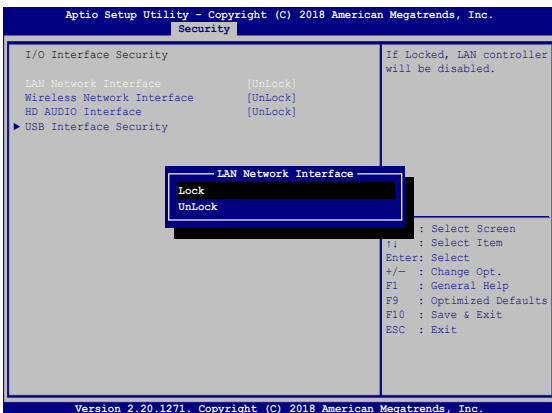 Aptio Setup Utility - Copyright (C) 2018 American Megatrends, Inc.
Security
I/O Interface Security
LAN Network Interface [UnLock]
Wireless Network Interface [UnLock]
HD AUDIO Interface [UnLock]
▶ USB Interface Security
If Locked, LAN controller
will be disabled.
LAN Network Interface
Lock
UnLock
: Select Screen
↑↓ : Select Item
Enter: Select
+/— : Change Opt.
F1 : General Help
F9 : Optimized Defaults
F10 : Save & Exit
ESC : Exit
Version 2.20.1271. Copyright (C) 2018 American Megatrends, Inc.